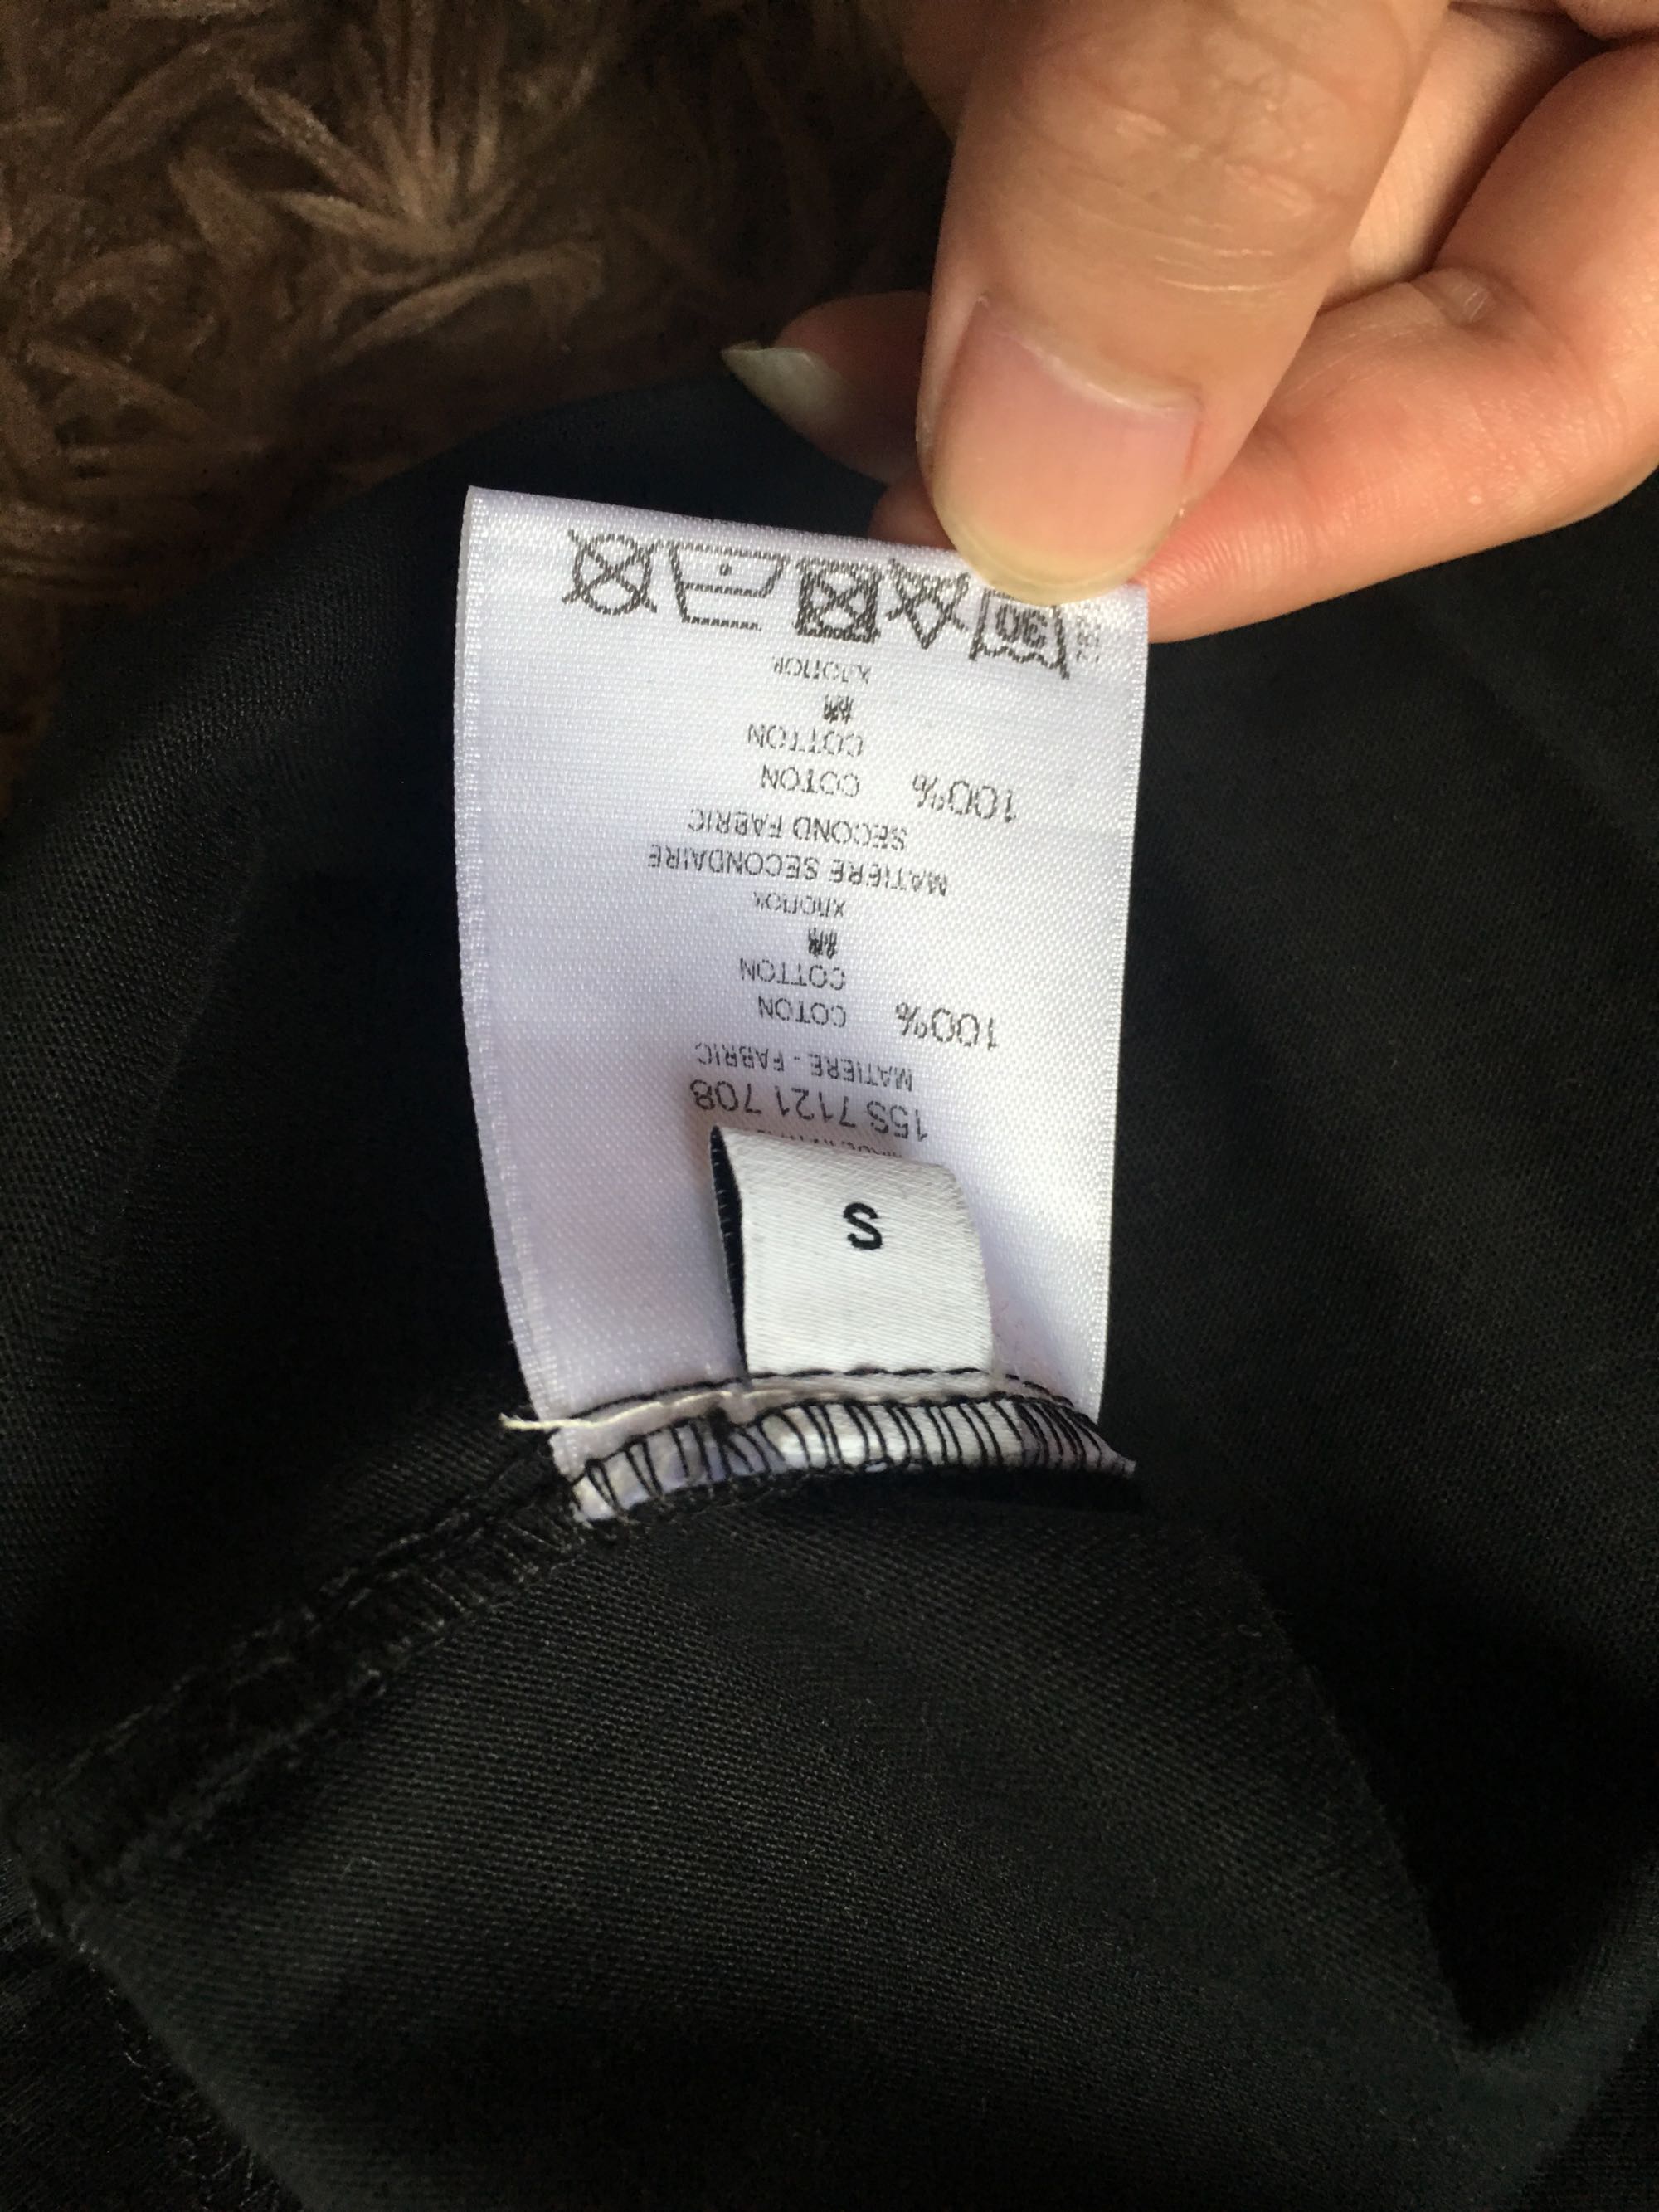 S
15S 7121 708
MATIERE - FABRIC
100% COTON
COTTON
棉
ХЛОПОК
MATIERE SECONDAIRE
SECOND FABRIC
100% COTON
COTTON
棉
ХЛОПОК
30